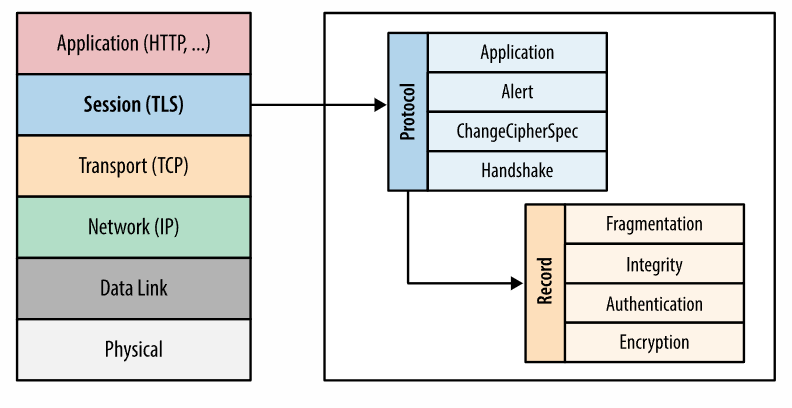 Application (HTTP, ...)
Session (TLS)
Transport (TCP)
Network (IP)
Data Link
Physical
Protocol
Application
Alert
ChangeCipherSpec
Handshake
Record
Fragmentation
Integrity
Authentication
Encryption